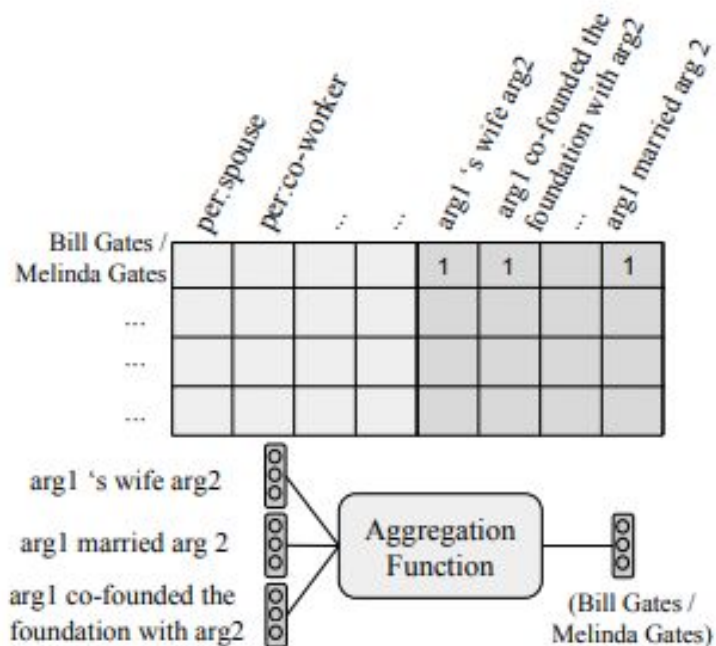 per:spouse
per:co-worker
...
...
arg1 ‘s wife arg2
arg1 co-founded the
foundation with arg2
...
arg1 married arg 2
Bill Gates /
Melinda Gates
1
1
1
...
...
...
arg1 ‘s wife arg2
arg1 married arg 2
arg1 co-founded the
foundation with arg2
Aggregation
Function
(Bill Gates /
Melinda Gates)